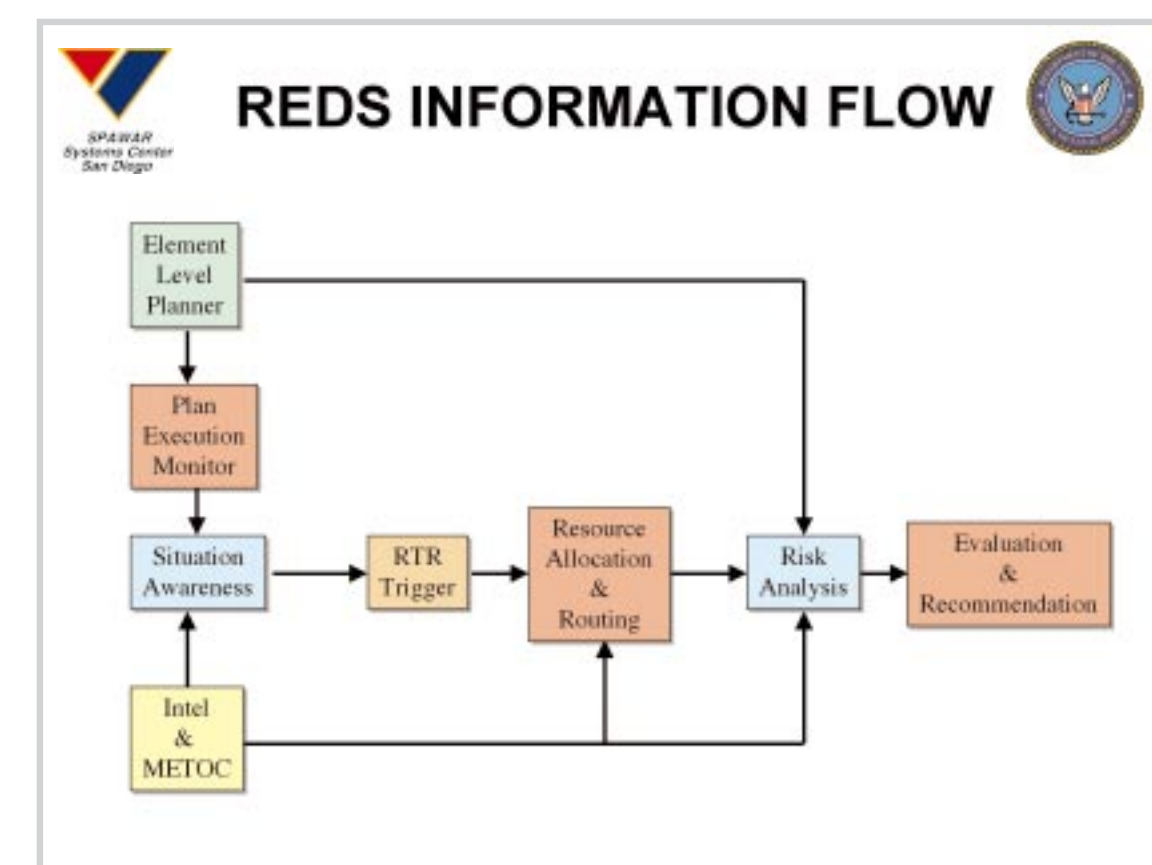 SPAWAR
Systems Center
San Diego
REDS INFORMATION FLOW
Element
Level
Planner
Plan
Execution
Monitor
Situation
Awareness
RTR
Trigger
Resource
Allocation
&
Routing
Risk
Analysis
Evaluation
&
Recommendation
Intel
&
METOC